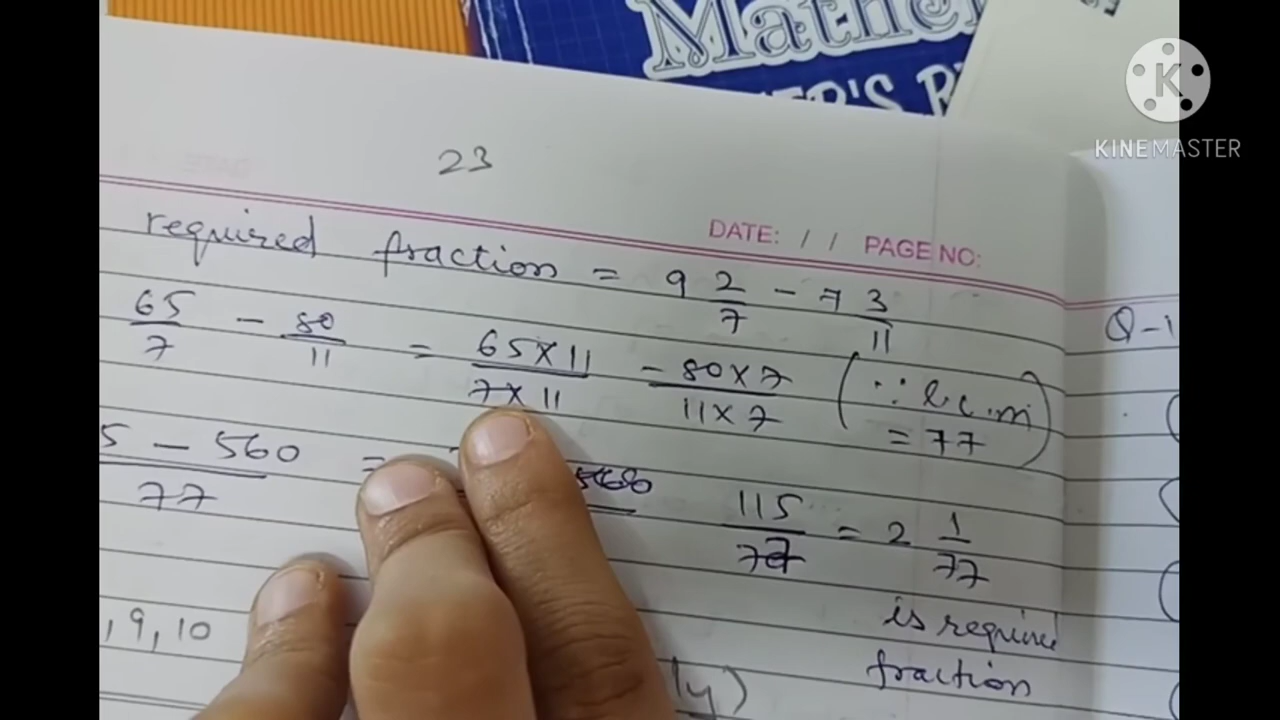 Mathe
ER'S B
K
KINEMASTER
23
DATE: / / PAGE NO:
required fraction = 9 2/7 - 7 3/11
65/7 - 80/11 = 65×11/7×11 - 80×7/11×7 (∵ l.c.m = 77)
5 - 560/77 = 560 115/77 = 2 1/77
is required
fraction
, 9, 10
ly)
Q-1